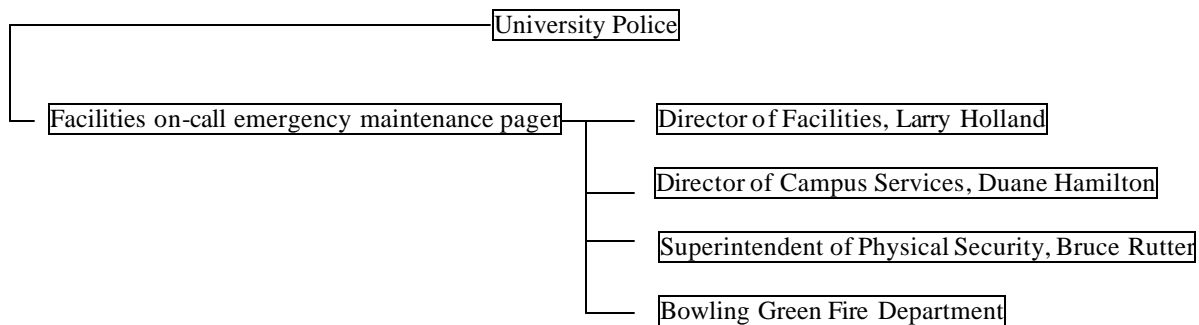 University Police
Facilities on-call emergency maintenance pager
Director of Facilities, Larry Holland
Director of Campus Services, Duane Hamilton
Superintendent of Physical Security, Bruce Rutter
Bowling Green Fire Department